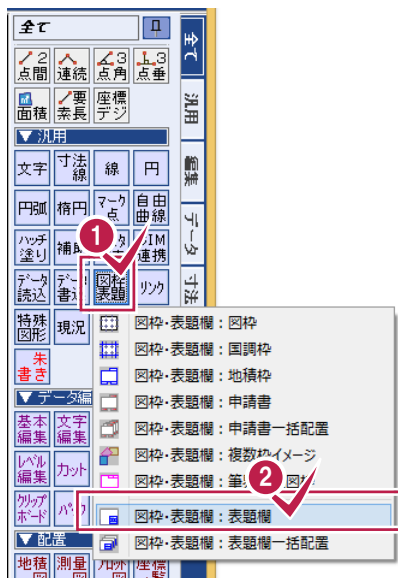 全て
全て
汎用
編集
データ
寸法
2点間
連続
3点角
3点垂
面積
要素長
座標デジ
▼ 汎用
文字
寸法線
線
円
円弧
楕円
マーク点
自由曲線
ハッチ塗り
連携
データ読込
図枠表題
リンク
特殊図形
現況
朱書き
▼ データ編
基本編集
文字編集
レベル編集
カット
クリップボード
▼ 配置
地積
測量
座標
1
図枠・表題欄：図枠
図枠・表題欄：国調枠
図枠・表題欄：地積枠
図枠・表題欄：申請書
図枠・表題欄：申請書一括配置
図枠・表題欄：複数枠イメージ
図枠・表題欄：筆
2
図枠・表題欄：表題欄
図枠・表題欄：表題欄一括配置